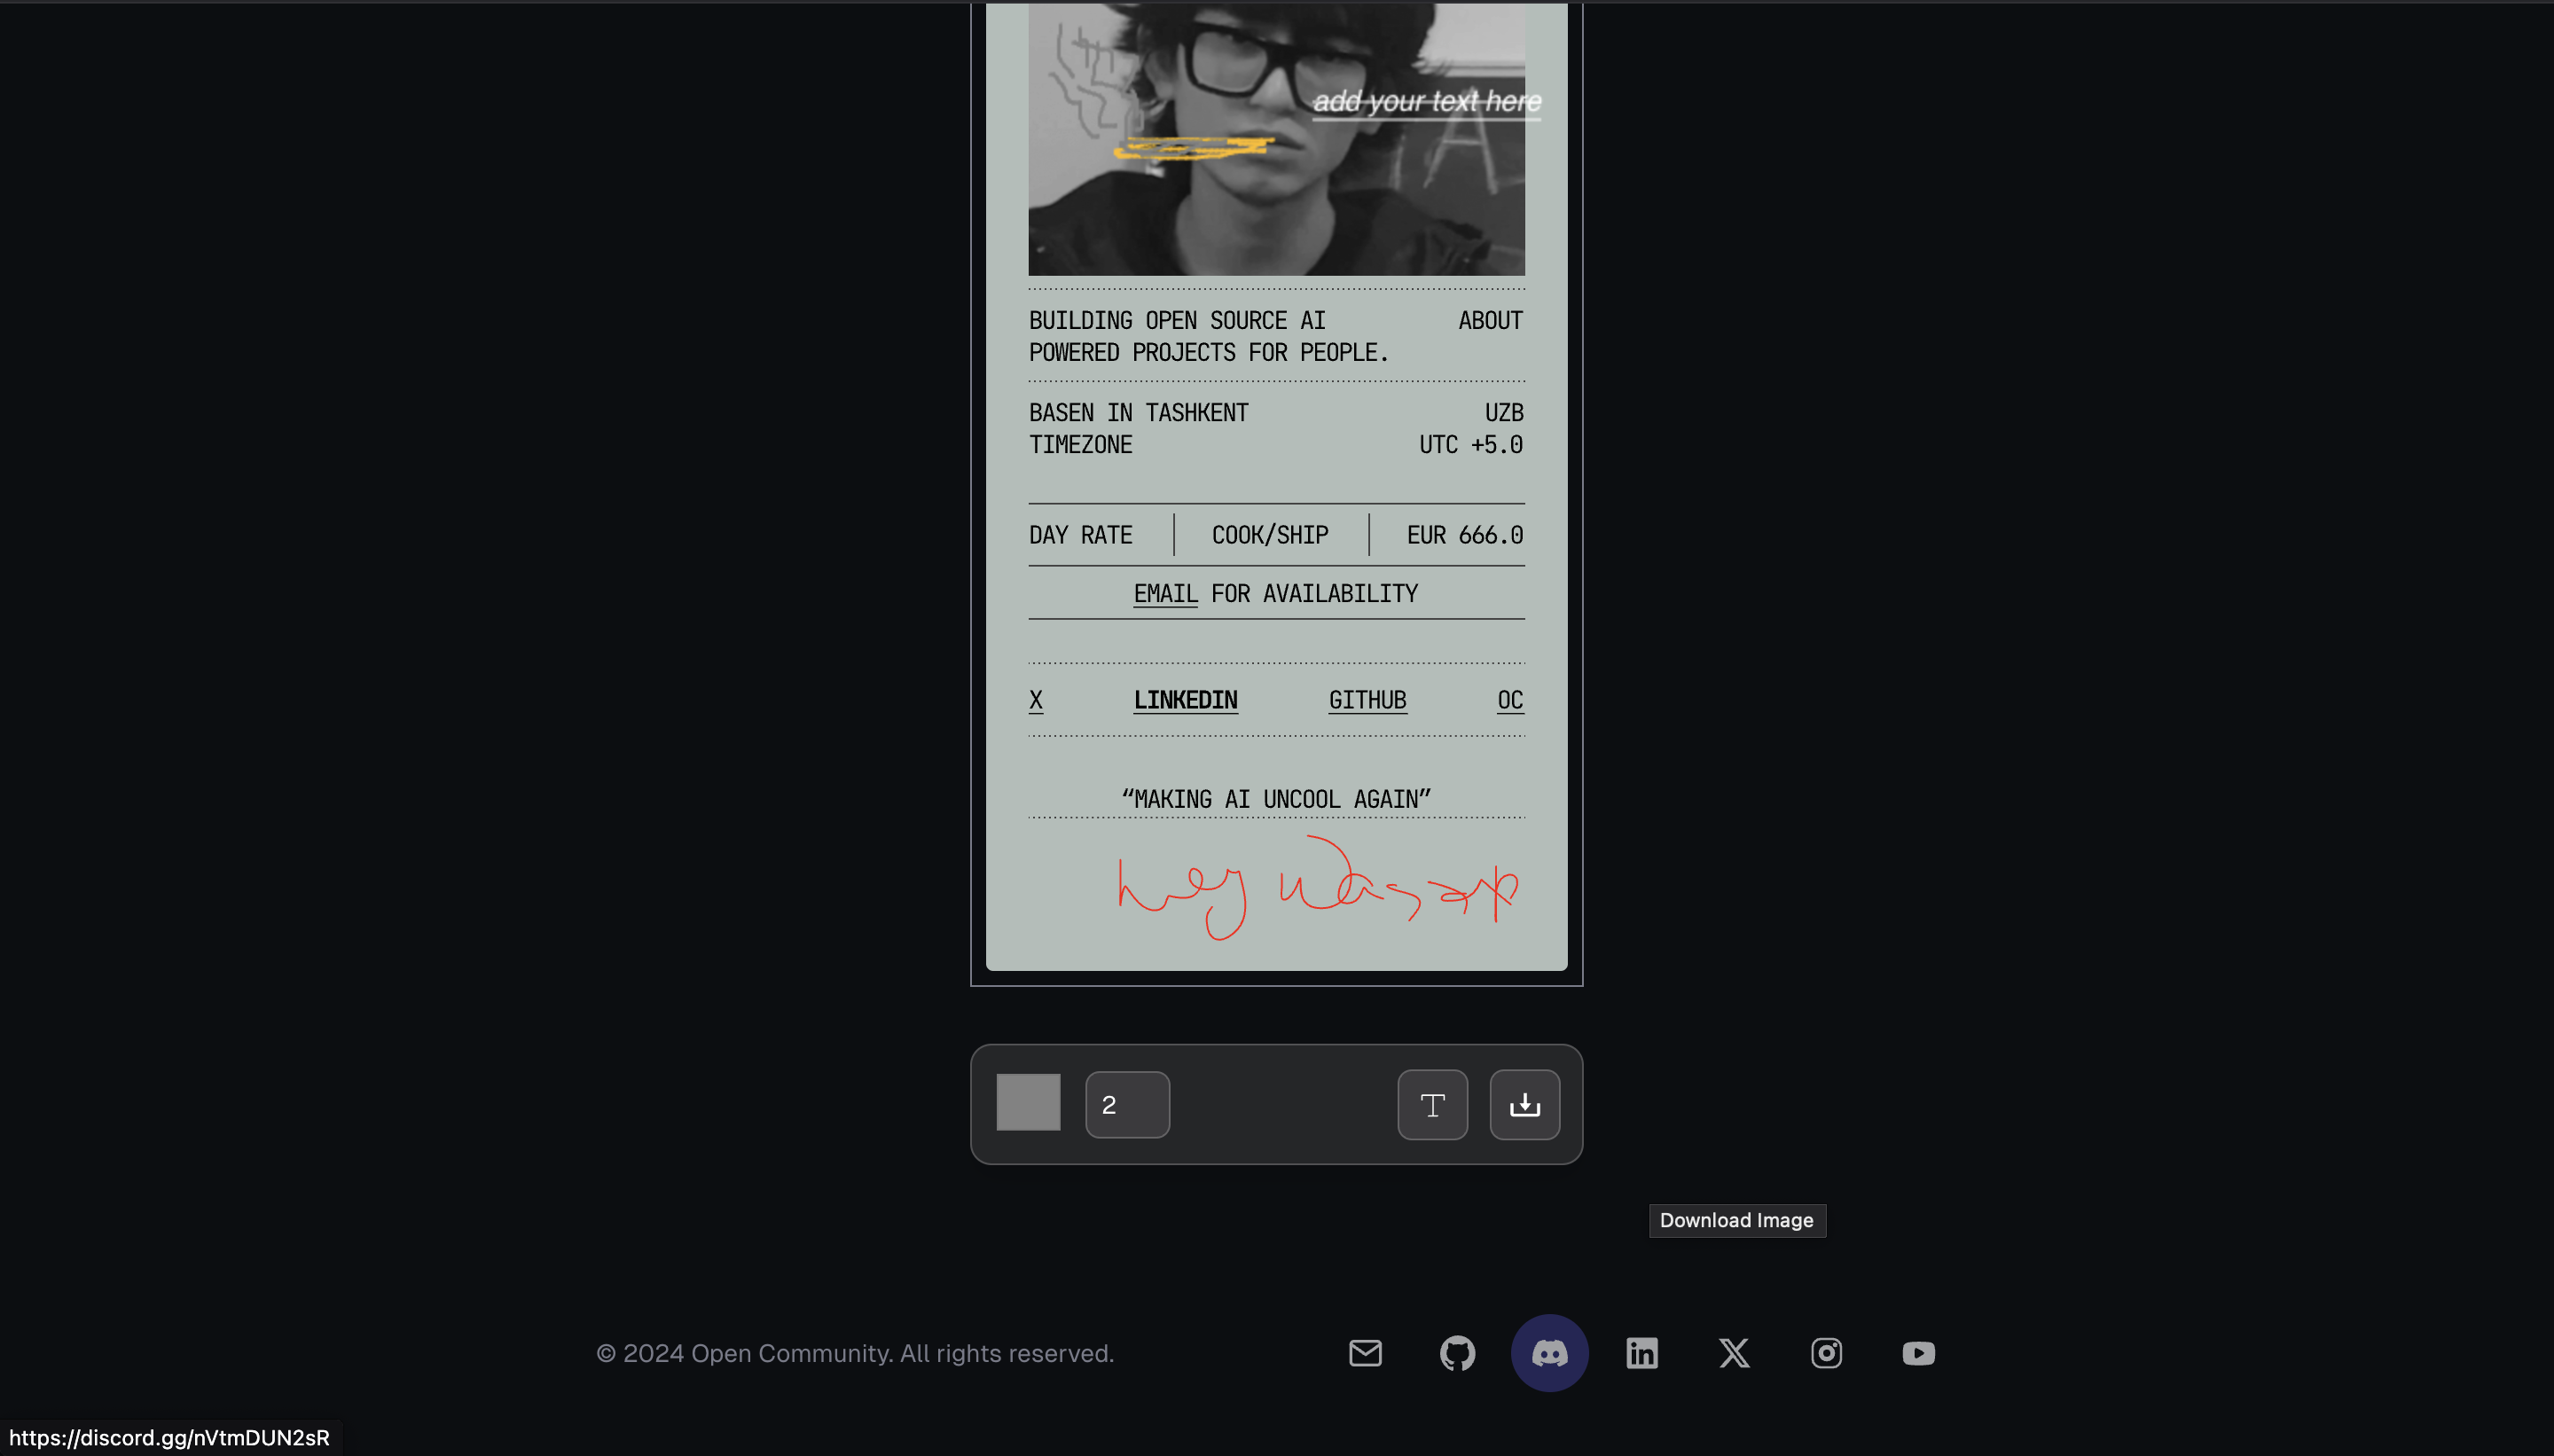 add your text here
A
BUILDING OPEN SOURCE AI ABOUT
POWERED PROJECTS FOR PEOPLE.
BASEN IN TASHKENT UZB
TIMEZONE UTC +5.0
DAY RATE COOK/SHIP EUR 666.0
EMAIL FOR AVAILABILITY
X LINKEDIN GITHUB OC
“MAKING AI UNCOOL AGAIN”
hey wassap
2 T
Download Image
© 2024 Open Community. All rights reserved.
https://discord.gg/nVtmDUN2sR